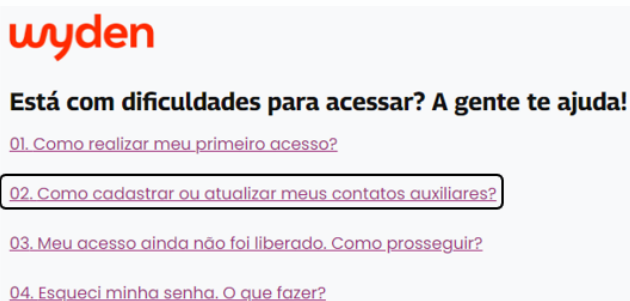 wyden
Está com dificuldades para acessar? A gente te ajuda!
01. Como realizar meu primeiro acesso?
02. Como cadastrar ou atualizar meus contatos auxiliares?
03. Meu acesso ainda não foi liberado. Como prosseguir?
04. Esqueci minha senha. O que fazer?